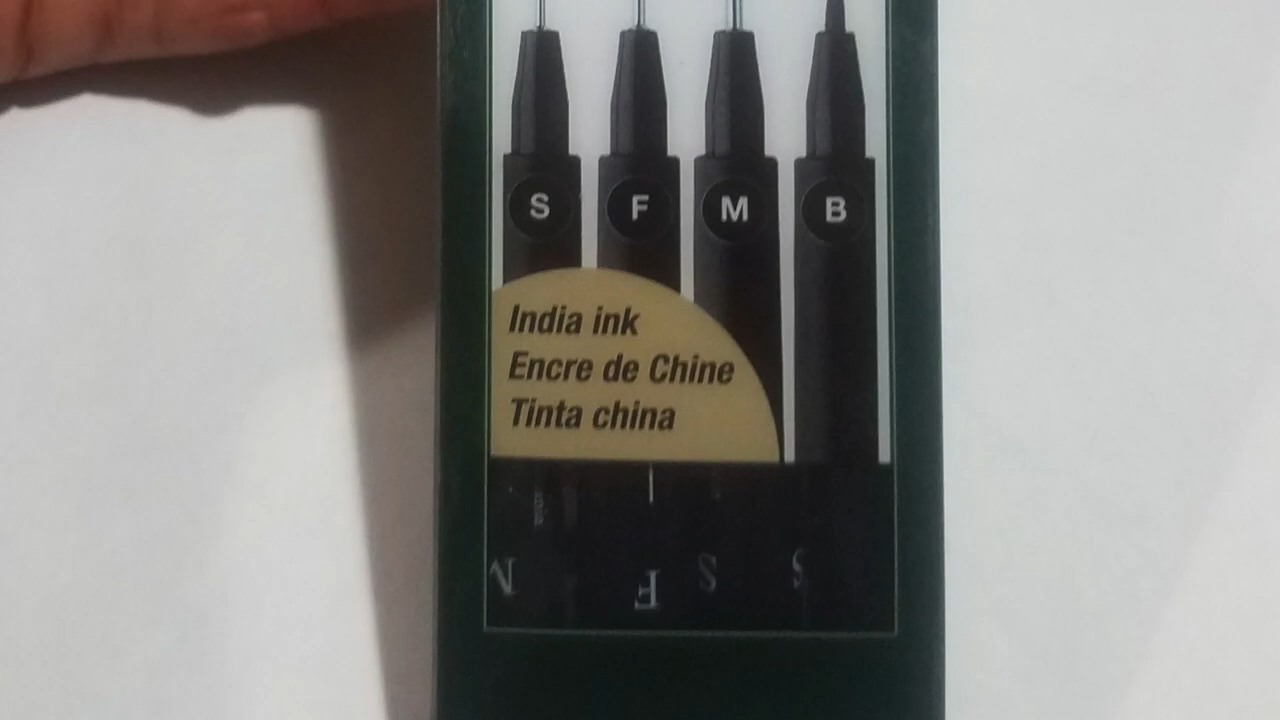 S F M B
India ink
Encre de Chine
Tinta china
M F S S